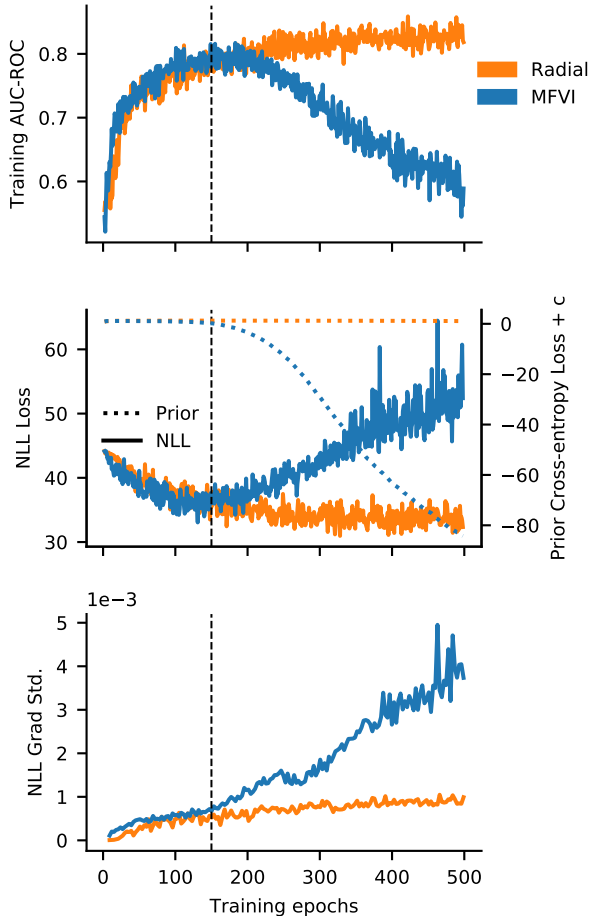 Training AUC-ROC
0.8
0.7
0.6
Radial
MFVI
NLL Loss
60
50
40
30
Prior
NLL
0
−20
−40
−60
−80
Prior Cross-entropy Loss + c
1e−3
NLL Grad Std.
5
4
3
2
1
0
0 100 200 300 400 500
Training epochs